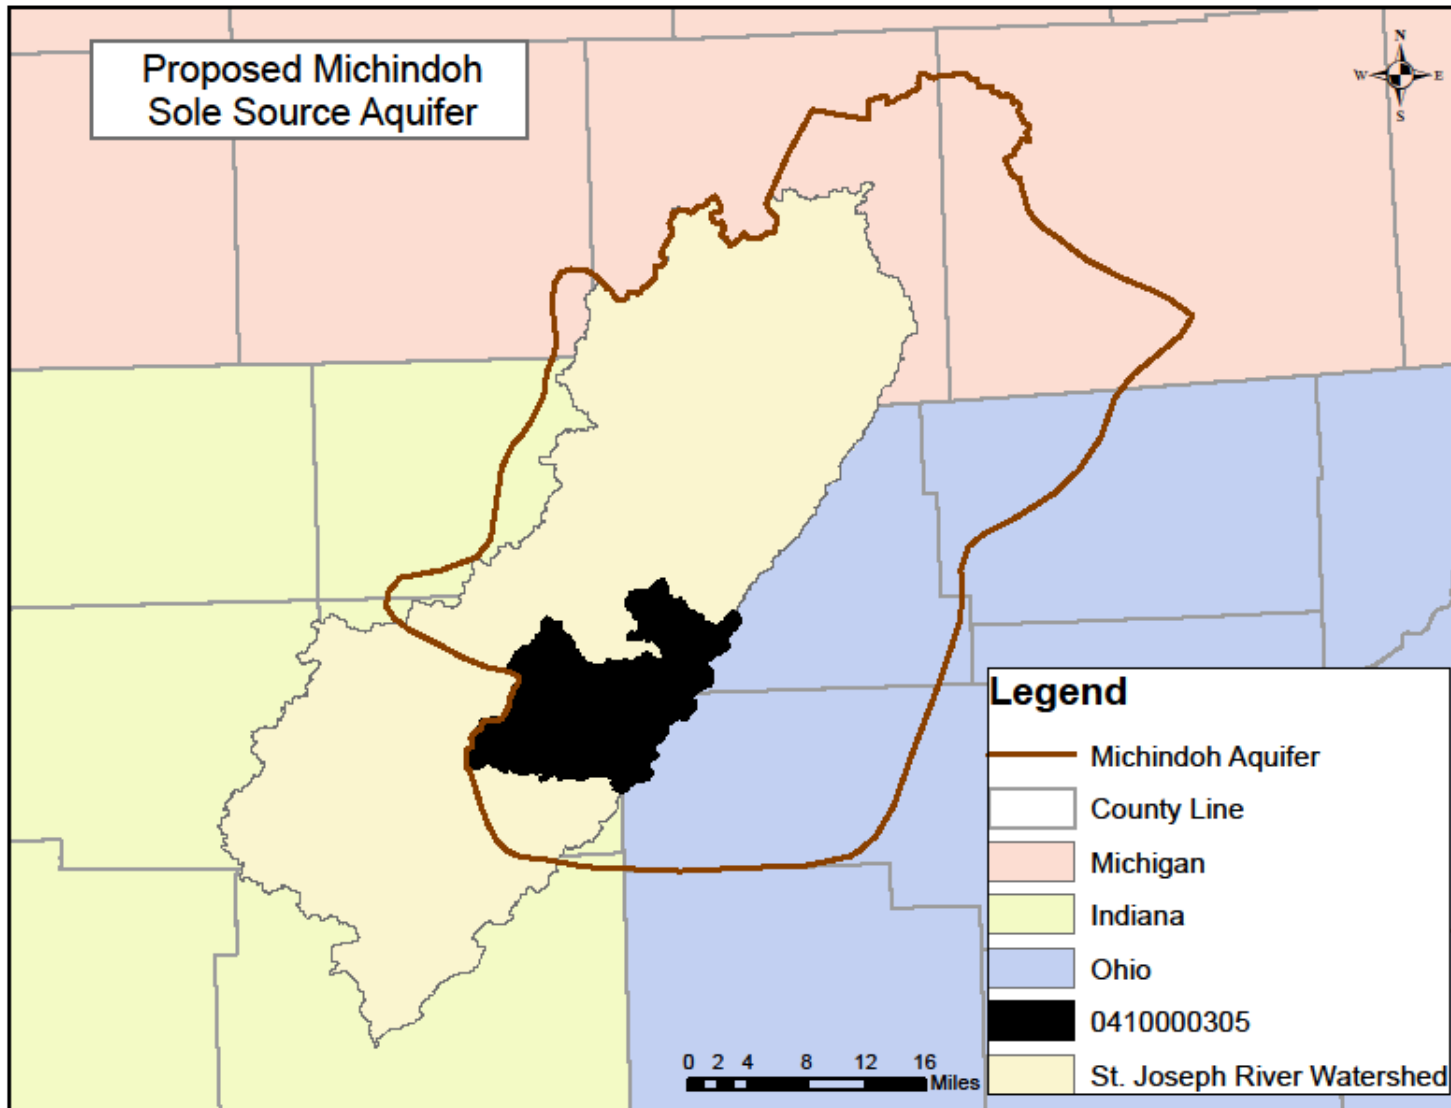 Proposed Michindoh
Sole Source Aquifer
N
W E
S
Legend
Michindoh Aquifer
County Line
Michigan
Indiana
Ohio
0410000305
St. Joseph River Watershed
0 2 4 8 12 16
Miles